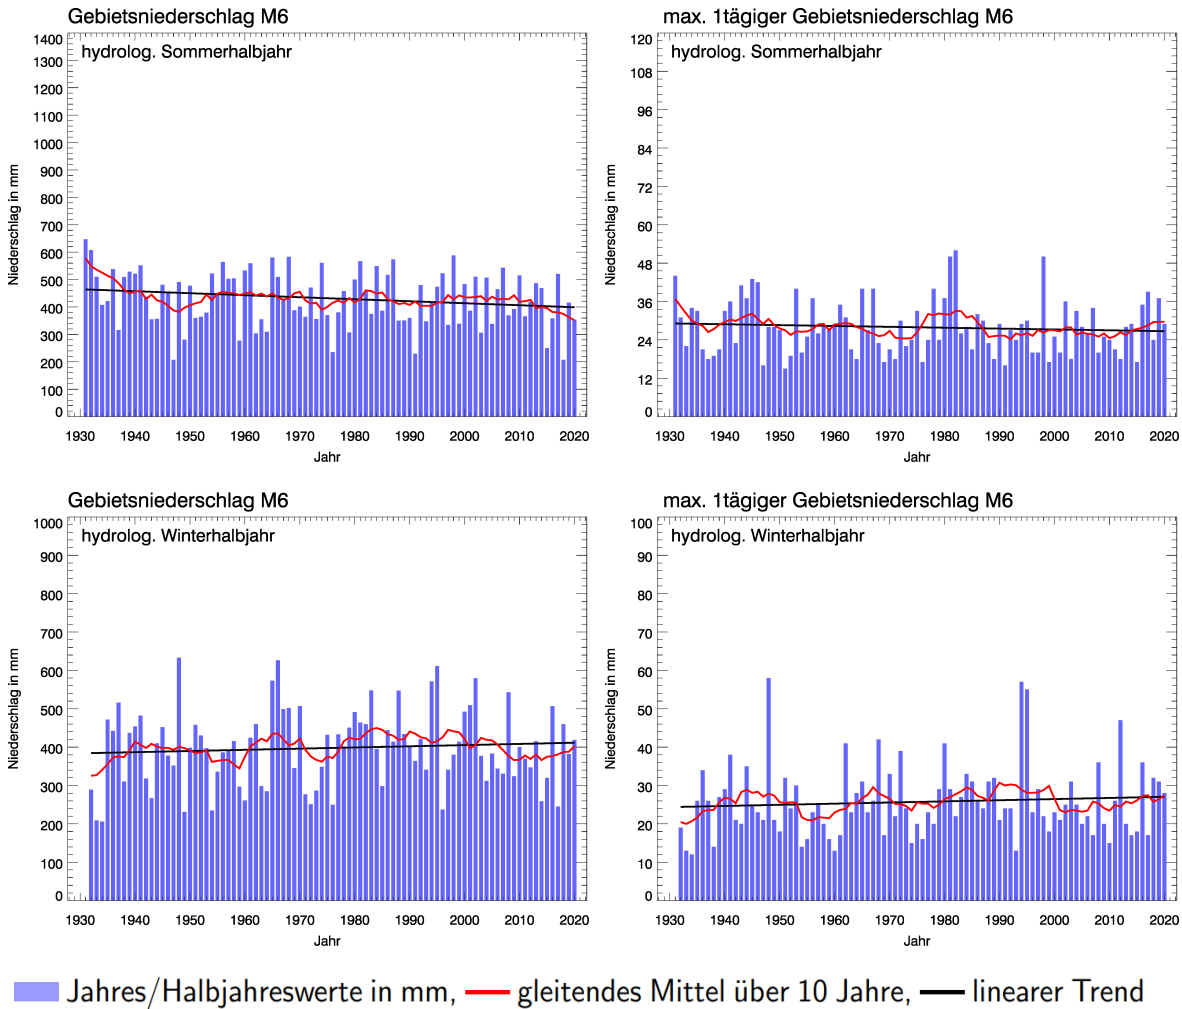 Gebietsniederschlag M6
hydrolog. Sommerhalbjahr
Niederschlag in mm
1400
1300
1200
1100
1000
900
800
700
600
500
400
300
200
100
0
1930 1940 1950 1960 1970 1980 1990 2000 2010 2020
Jahr
max. 1tägiger Gebietsniederschlag M6
hydrolog. Sommerhalbjahr
Niederschlag in mm
120
108
96
84
72
60
48
36
24
12
0
1930 1940 1950 1960 1970 1980 1990 2000 2010 2020
Jahr
Gebietsniederschlag M6
hydrolog. Winterhalbjahr
Niederschlag in mm
1000
900
800
700
600
500
400
300
200
100
0
1930 1940 1950 1960 1970 1980 1990 2000 2010 2020
Jahr
max. 1tägiger Gebietsniederschlag M6
hydrolog. Winterhalbjahr
Niederschlag in mm
100
90
80
70
60
50
40
30
20
10
0
1930 1940 1950 1960 1970 1980 1990 2000 2010 2020
Jahr
Jahres/Halbjahreswerte in mm, gleitendes Mittel über 10 Jahre, linearer Trend